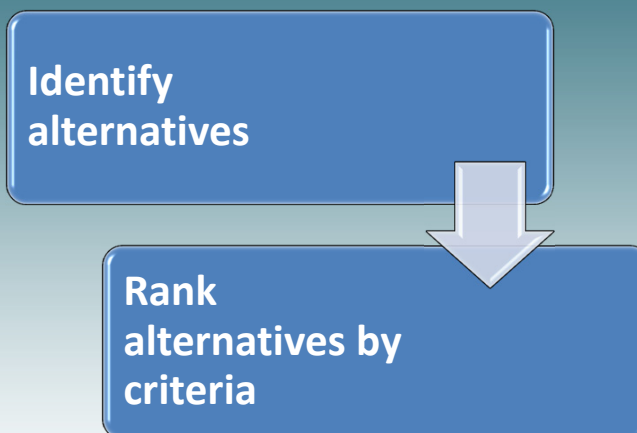 Identify
alternatives
Rank
alternatives by
criteria